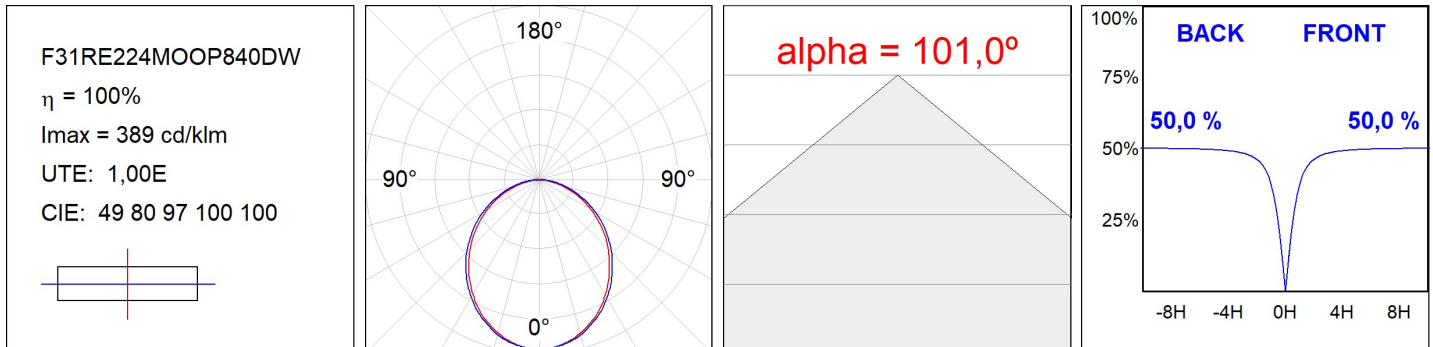 F31RE224MOOP840DW
η = 100%
Imax = 389 cd/klm
UTE: 1,00E
CIE: 49 80 97 100 100
180°
90°
90°
0°
alpha = 101,0º
100%
BACK
FRONT
75%
50,0 %
50,0 %
50%
25%
-8H
-4H
0H
4H
8H